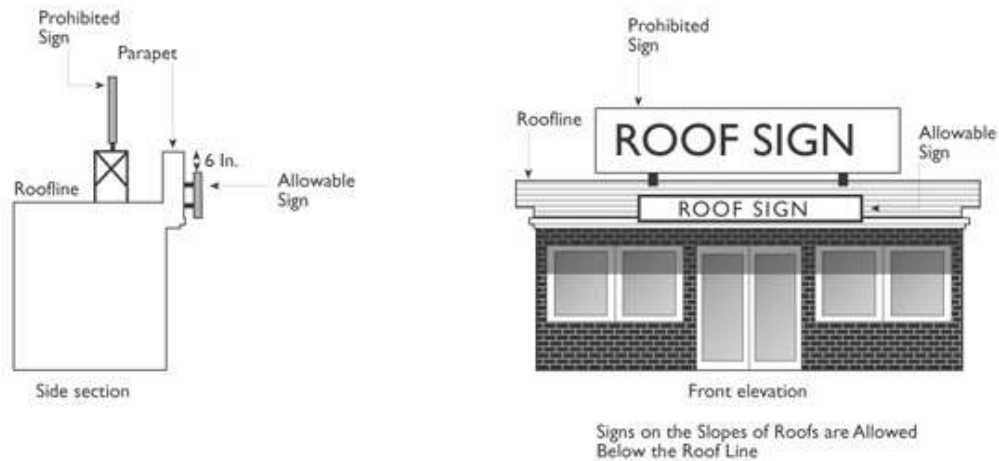 Prohibited
Sign
Parapet
6 In.
Roofline
Allowable
Sign
Side section
Prohibited
Sign
Roofline
ROOF SIGN
Allowable
Sign
ROOF SIGN
Front elevation
Signs on the Slopes of Roofs are Allowed
Below the Roof Line